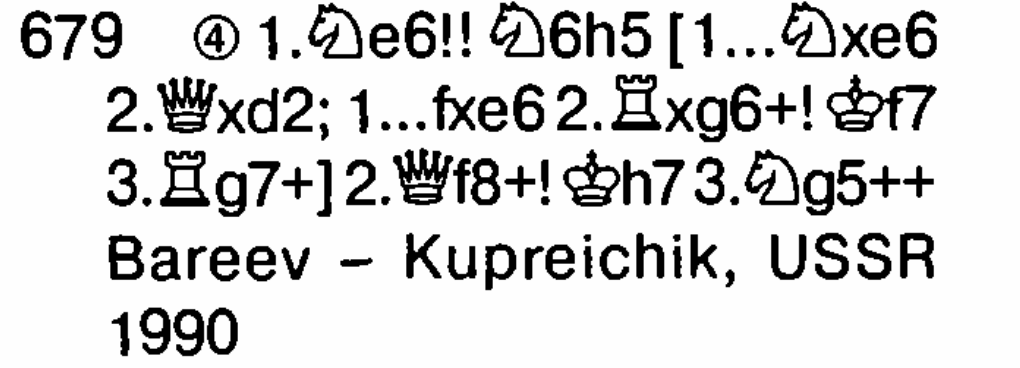 679 ④ 1.♘e6!! ♘6h5 [1...♘xe6
2.♕xd2; 1...fxe6 2.♖xg6+! ♔f7
3.♖g7+] 2.♕f8+! ♔h7 3.♘g5++
Bareev – Kupreichik, USSR
1990